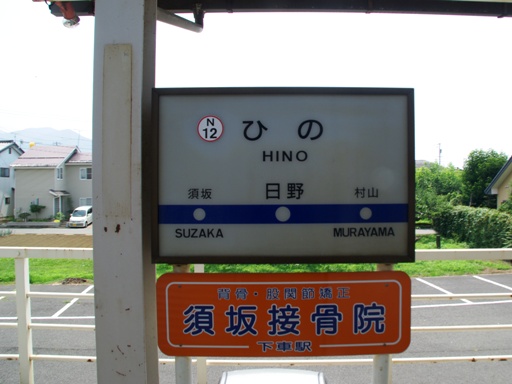 N
12
ひの
HINO
須坂 日野 村山
SUZAKA MURAYAMA
背骨・股関節矯正
須坂接骨院
下車駅